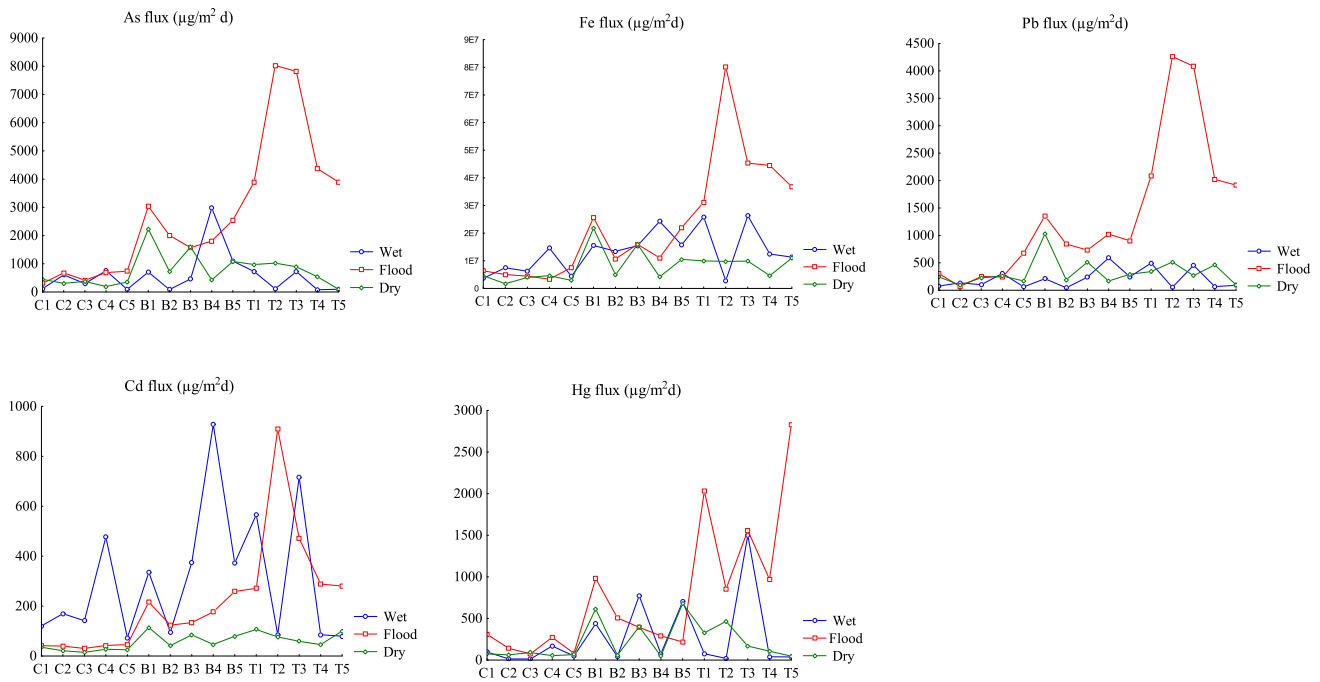 As flux (µg/m² d)
9000
8000
7000
6000
5000
4000
3000
2000
1000
0
C1 C2 C3 C4 C5 B1 B2 B3 B4 B5 T1 T2 T3 T4 T5
Wet
Flood
Dry
Fe flux (µg/m²d)
9E7
8E7
7E7
6E7
5E7
4E7
3E7
2E7
1E7
0
C1 C2 C3 C4 C5 B1 B2 B3 B4 B5 T1 T2 T3 T4 T5
Wet
Flood
Dry
Pb flux (µg/m²d)
4500
4000
3500
3000
2500
2000
1500
1000
500
0
C1 C2 C3 C4 C5 B1 B2 B3 B4 B5 T1 T2 T3 T4 T5
Wet
Flood
Dry
Cd flux (µg/m²d)
1000
800
600
400
200
0
C1 C2 C3 C4 C5 B1 B2 B3 B4 B5 T1 T2 T3 T4 T5
Wet
Flood
Dry
Hg flux (µg/m²d)
3000
2500
2000
1500
1000
500
0
C1 C2 C3 C4 C5 B1 B2 B3 B4 B5 T1 T2 T3 T4 T5
Wet
Flood
Dry